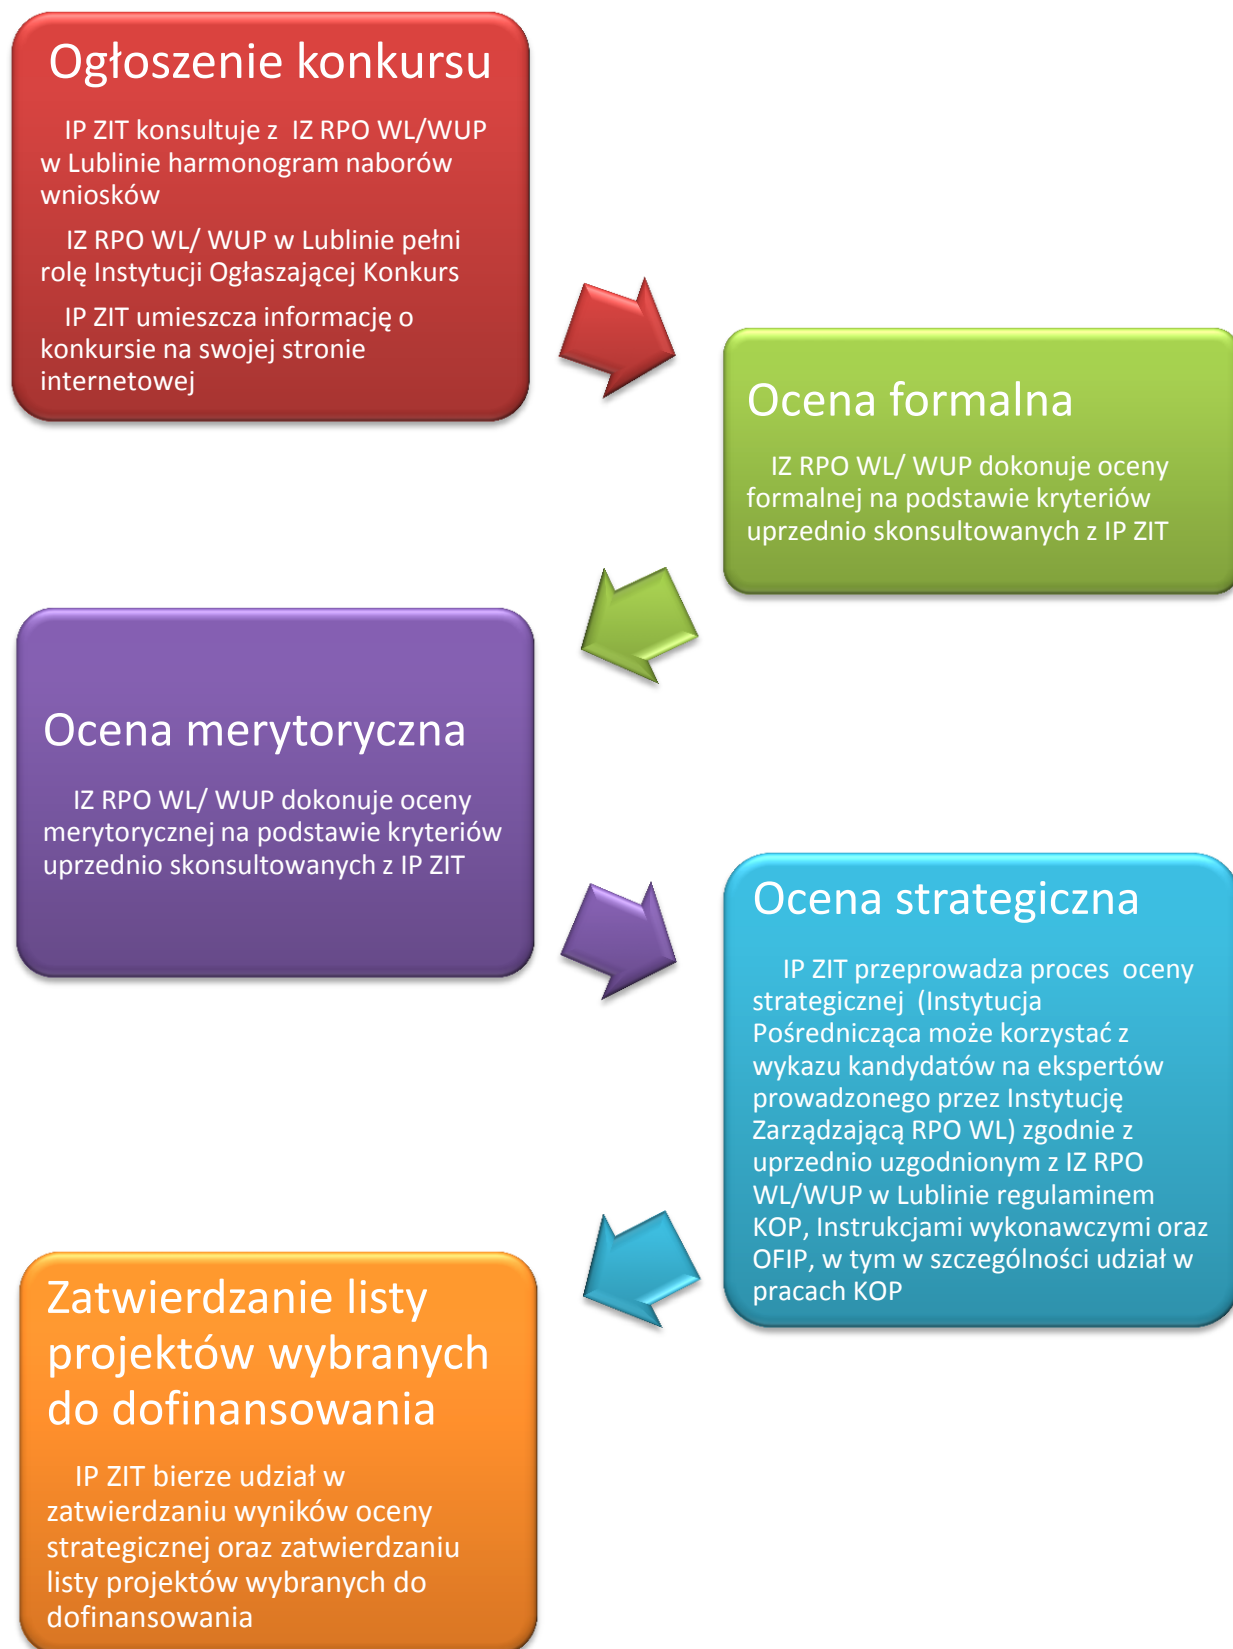 Ogłoszenie konkursu
IP ZIT konsultuje z IZ RPO WL/WUP
w Lublinie harmonogram naborów
wniosków
IZ RPO WL/ WUP w Lublinie pełni
rolę Instytucji Ogłaszającej Konkurs
IP ZIT umieszcza informację o
konkursie na swojej stronie
internetowej
Ocena formalna
IZ RPO WL/ WUP dokonuje oceny
formalnej na podstawie kryteriów
uprzednio skonsultowanych z IP ZIT
Ocena merytoryczna
IZ RPO WL/ WUP dokonuje oceny
merytorycznej na podstawie kryteriów
uprzednio skonsultowanych z IP ZIT
Ocena strategiczna
IP ZIT przeprowadza proces oceny
strategicznej (Instytucja
Pośrednicząca może korzystać z
wykazu kandydatów na ekspertów
prowadzonego przez Instytucję
Zarządzającą RPO WL) zgodnie z
uprzednio uzgodnionym z IZ RPO
WL/WUP w Lublinie regulaminem
KOP, Instrukcjami wykonawczymi oraz
OFIP, w tym w szczególności udział w
pracach KOP
Zatwierdzanie listy
projektów wybranych
do dofinansowania
IP ZIT bierze udział w
zatwierdzaniu wyników oceny
strategicznej oraz zatwierdzaniu
listy projektów wybranych do
dofinansowania